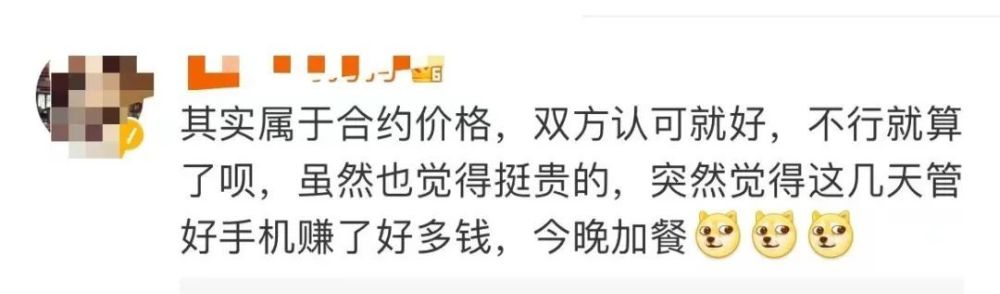 6
其实属于合约价格，双方认可就好，不行就算
了呗，虽然也觉得挺贵的，突然觉得这几天管
好手机赚了好多钱，今晚加餐